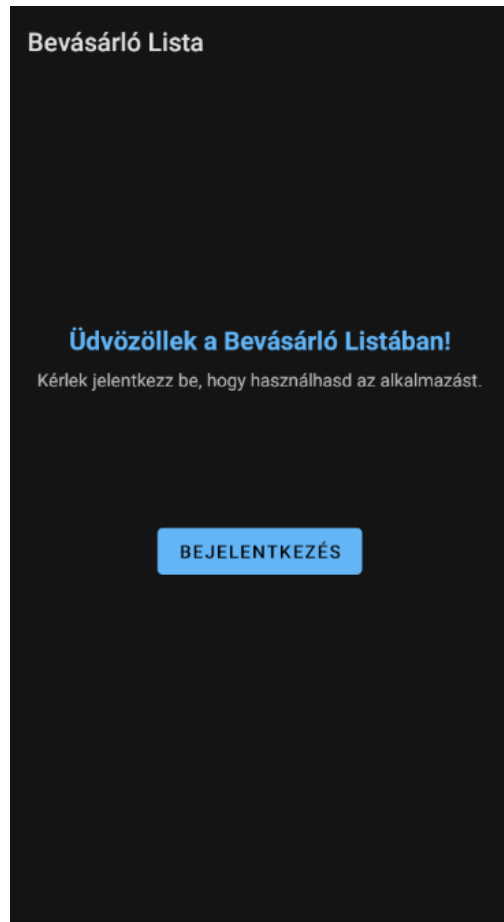 Bevásárló Lista
Üdvözöllek a Bevásárló Listában!
Kérlek jelentkezz be, hogy használhasd az alkalmazást.
BEJELENTKEZÉS